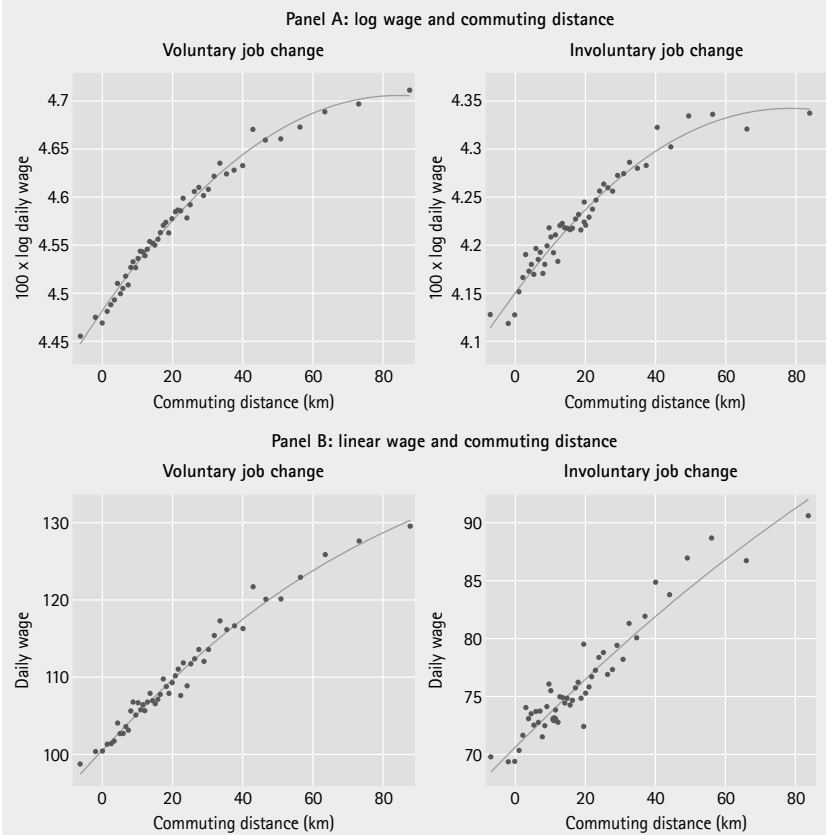 Panel A: log wage and commuting distance
Voluntary job change
100 x log daily wage
4.7
4.65
4.6
4.55
4.5
4.45
0 20 40 60 80
Commuting distance (km)
Involuntary job change
100 x log daily wage
4.35
4.3
4.25
4.2
4.15
4.1
0 20 40 60 80
Commuting distance (km)
Panel B: linear wage and commuting distance
Voluntary job change
Daily wage
130
120
110
100
0 20 40 60 80
Commuting distance (km)
Involuntary job change
Daily wage
90
85
80
75
70
0 20 40 60 80
Commuting distance (km)